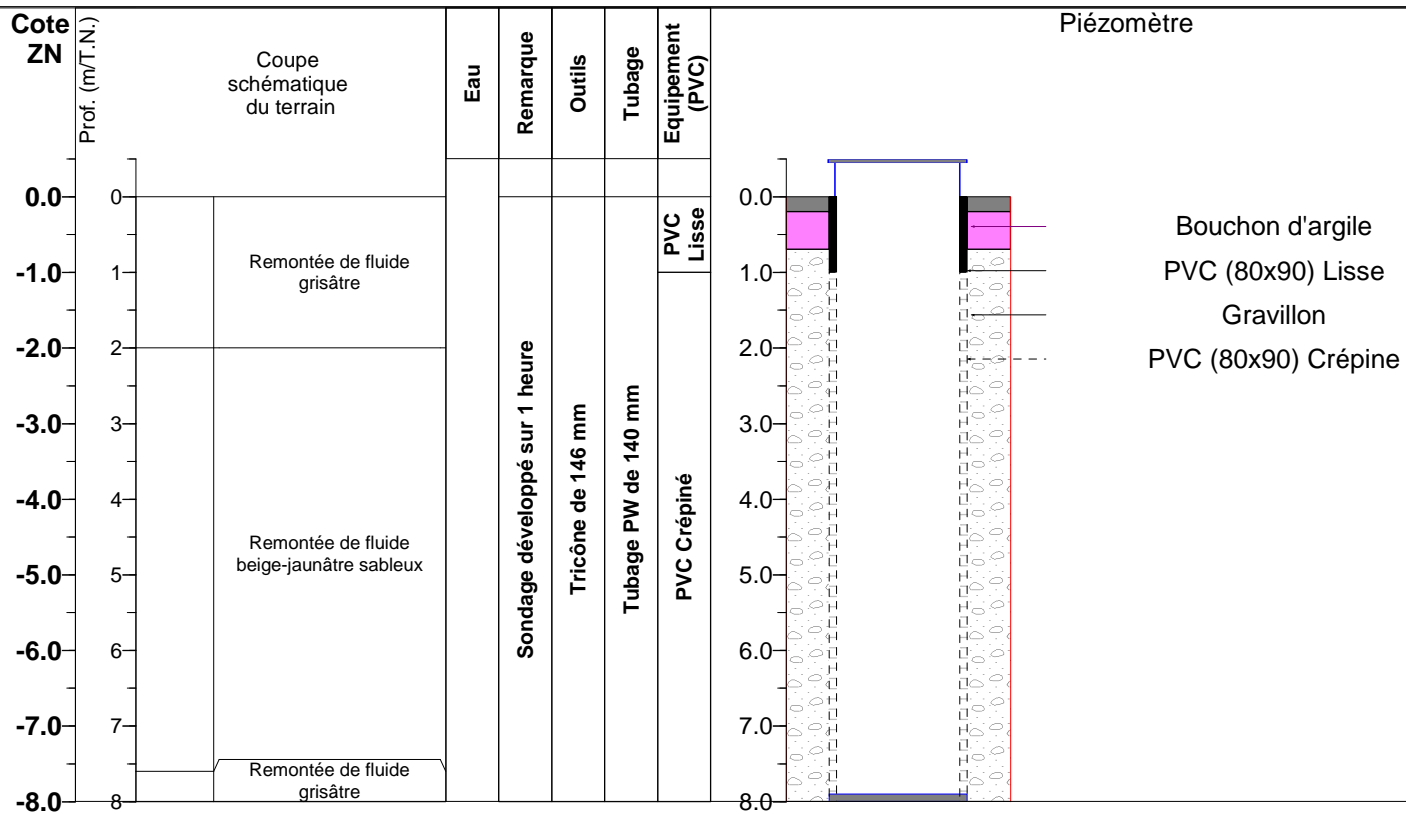 Cote
ZN
Prof. (m/T.N.)
Coupe
schématique
du terrain
Eau
Remarque
Outils
Tubage
Equipement
(PVC)
Piézomètre
0.0
-1.0
-2.0
-3.0
-4.0
-5.0
-6.0
-7.0
-8.0
0
1
2
3
4
5
6
7
8
Remontée de fluide
grisâtre
Remontée de fluide
beige-jaunâtre sableux
Remontée de fluide
grisâtre
Sondage développé sur 1 heure
Tricône de 146 mm
Tubage PW de 140 mm
PVC
Lisse
PVC Crépiné
0.0
1.0
2.0
3.0
4.0
5.0
6.0
7.0
8.0
Bouchon d'argile
PVC (80x90) Lisse
Gravillon
PVC (80x90) Crépine